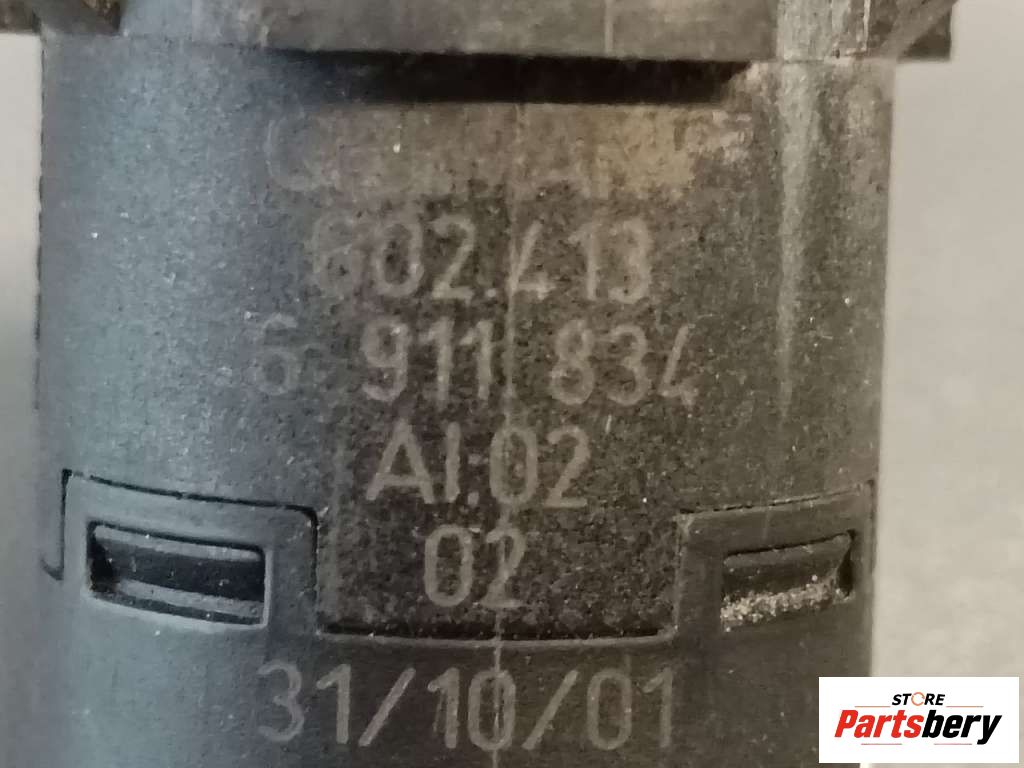 602.413
6 911 834
AI:02
02
31/10/01
STORE
Partsbery